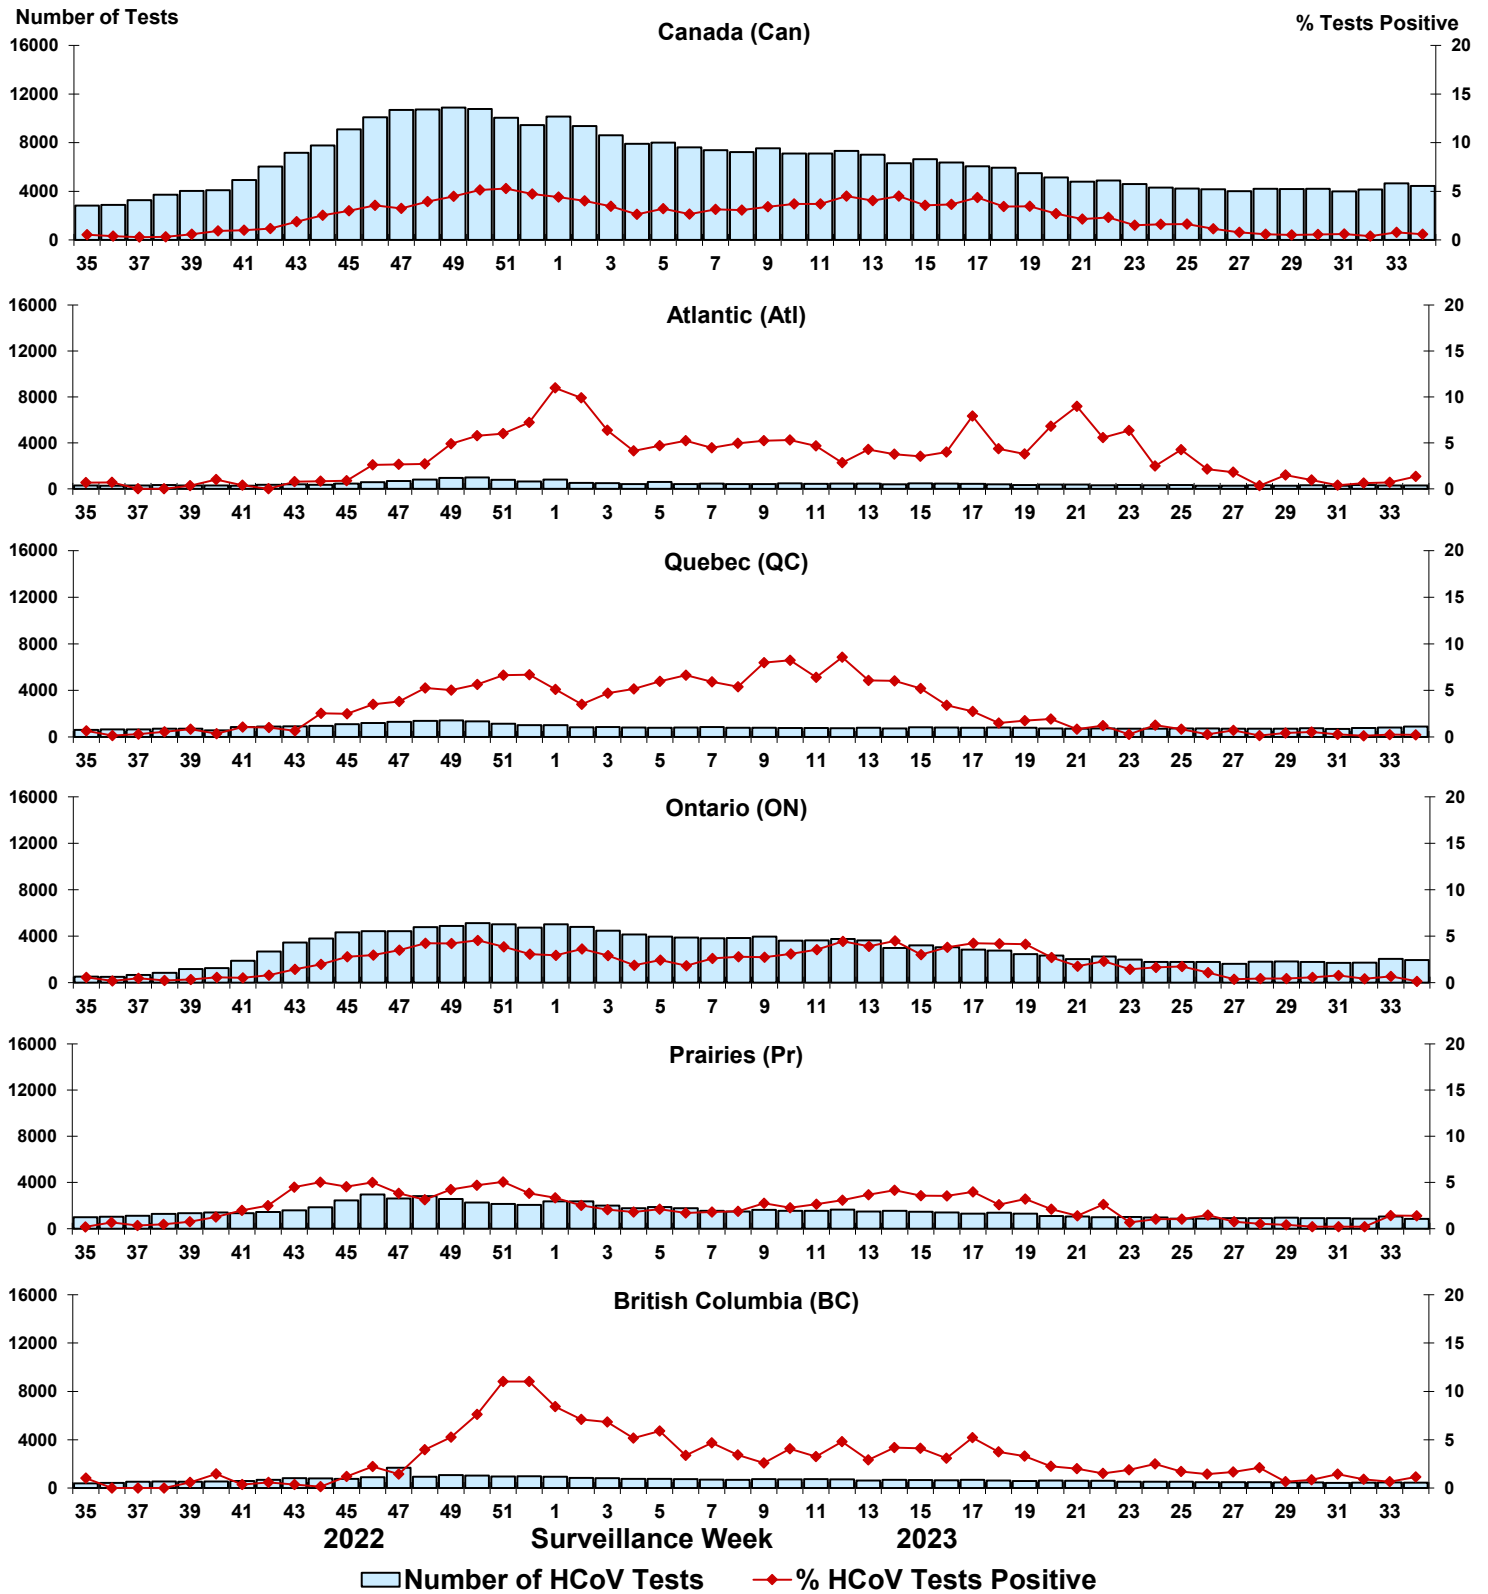 Number of Tests
Canada (Can)
% Tests Positive
16000 20
12000 15
8000 10
4000 5
0 0
35 37 39 41 43 45 47 49 51 1 3 5 7 9 11 13 15 17 19 21 23 25 27 29 31 33
Atlantic (Atl)
16000 20
12000 15
8000 10
4000 5
0 0
35 37 39 41 43 45 47 49 51 1 3 5 7 9 11 13 15 17 19 21 23 25 27 29 31 33
Quebec (QC)
16000 20
12000 15
8000 10
4000 5
0 0
35 37 39 41 43 45 47 49 51 1 3 5 7 9 11 13 15 17 19 21 23 25 27 29 31 33
Ontario (ON)
16000 20
12000 15
8000 10
4000 5
0 0
35 37 39 41 43 45 47 49 51 1 3 5 7 9 11 13 15 17 19 21 23 25 27 29 31 33
Prairies (Pr)
16000 20
12000 15
8000 10
4000 5
0 0
35 37 39 41 43 45 47 49 51 1 3 5 7 9 11 13 15 17 19 21 23 25 27 29 31 33
British Columbia (BC)
16000 20
12000 15
8000 10
4000 5
0 0
35 37 39 41 43 45 47 49 51 1 3 5 7 9 11 13 15 17 19 21 23 25 27 29 31 33
2022 Surveillance Week 2023
Number of HCoV Tests % HCoV Tests Positive